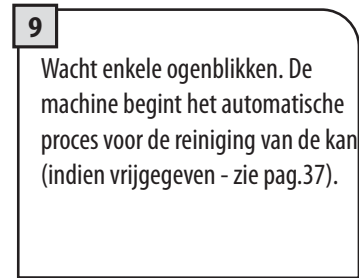 9
Wacht enkele ogenblikken. De
machine begint het automatische
proces voor de reiniging van de kan
(indien vrijgegeven - zie pag.37).